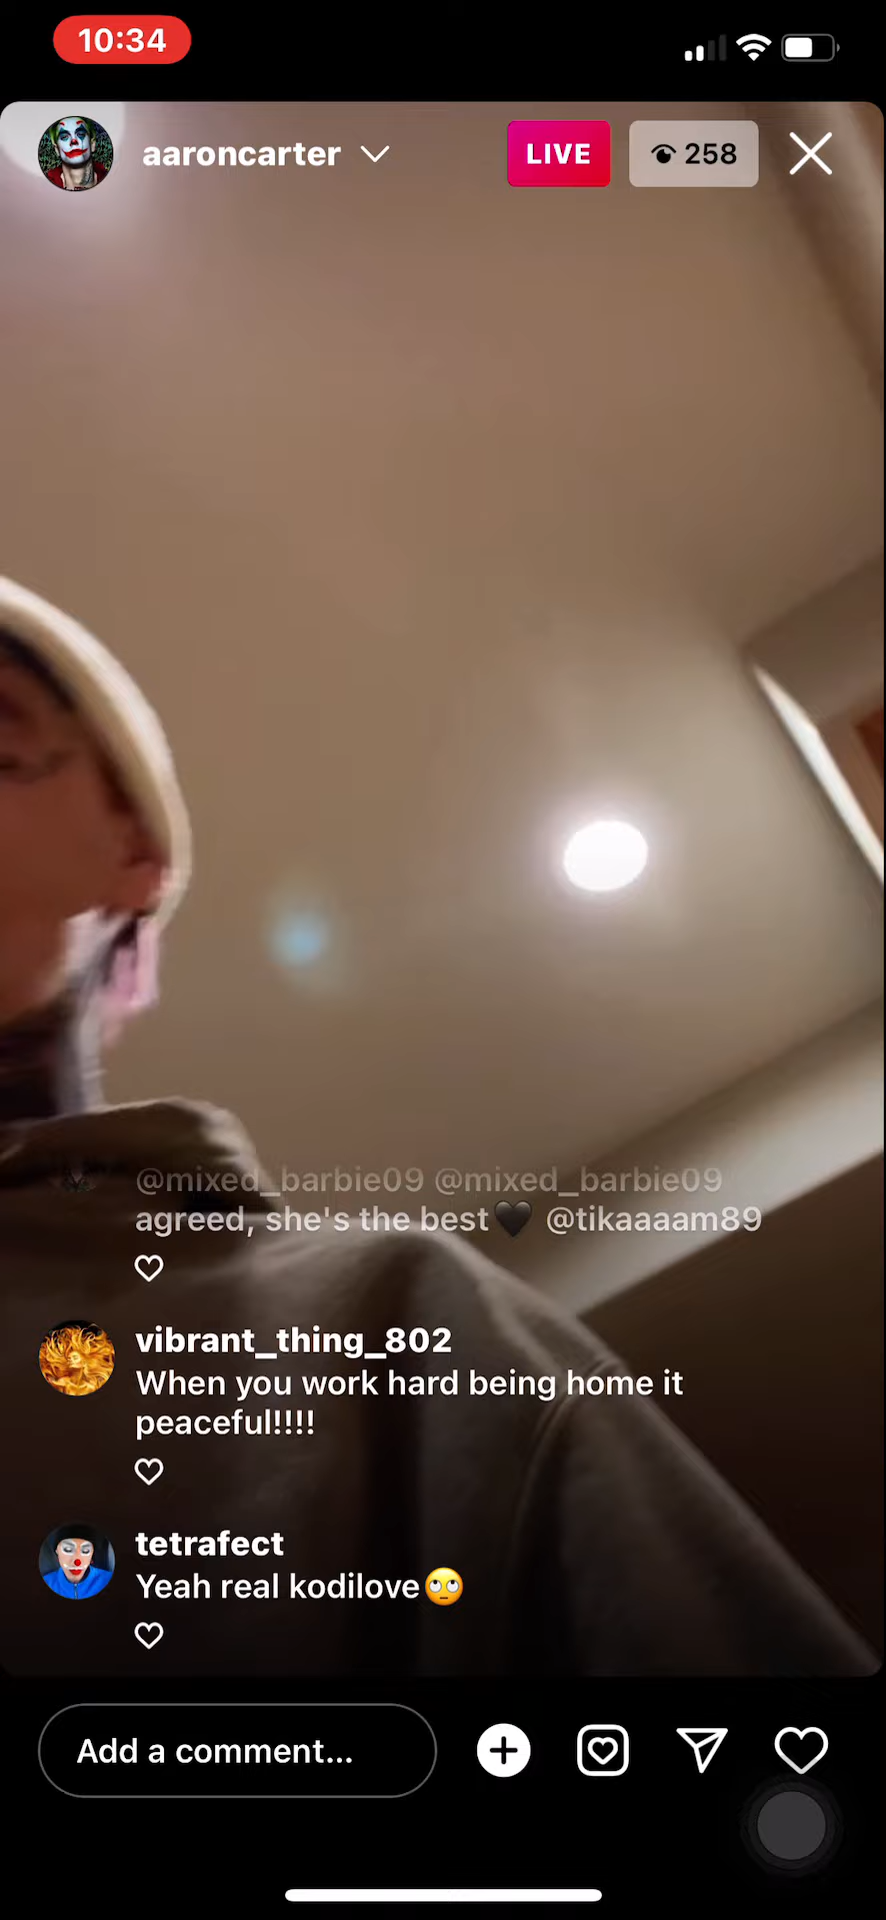 10:34
aaroncarter
LIVE
258
@mixed_barbie09 @mixed_barbie09
agreed, she's the best🖤 @tikaaaam89
vibrant_thing_802
When you work hard being home it
peaceful!!!!
tetrafect
Yeah real kodilove🙄
Add a comment...